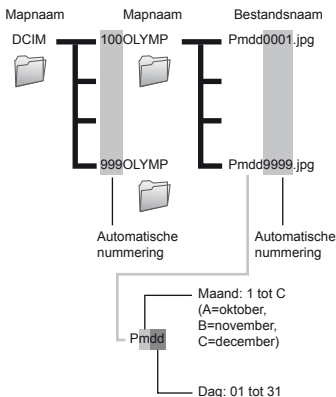 Mapnaam Mapnaam Bestandsnaam
DCIM 100OLYMP Pmdd0001.jpg
999OLYMP Pmdd9999.jpg
Automatische
nummering
Automatische
nummering
Maand: 1 tot C
(A=oktober,
B=november,
C=december)
Pmdd
Dag: 01 tot 31